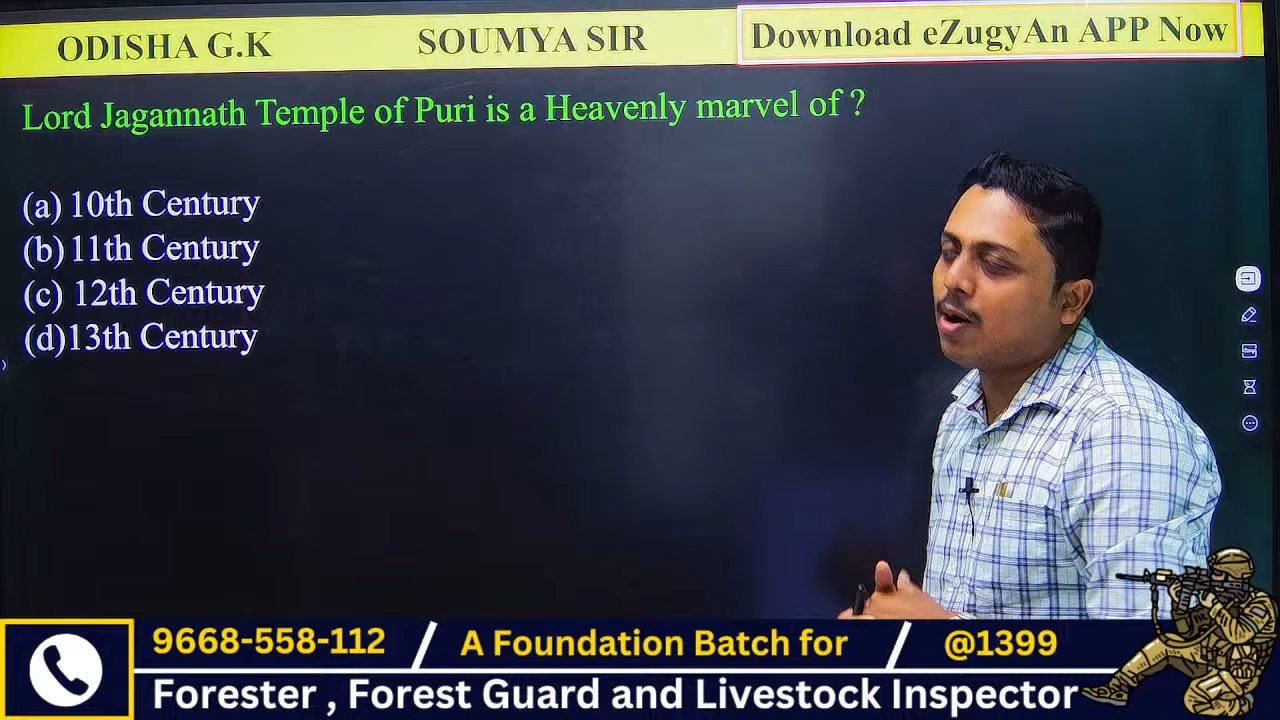 ODISHA G.K SOUMYA SIR Download eZugyAn APP Now
Lord Jagannath Temple of Puri is a Heavenly marvel of ?
(a) 10th Century
(b) 11th Century
(c) 12th Century
(d)13th Century
9668-558-112 / A Foundation Batch for / @1399
Forester , Forest Guard and Livestock Inspector